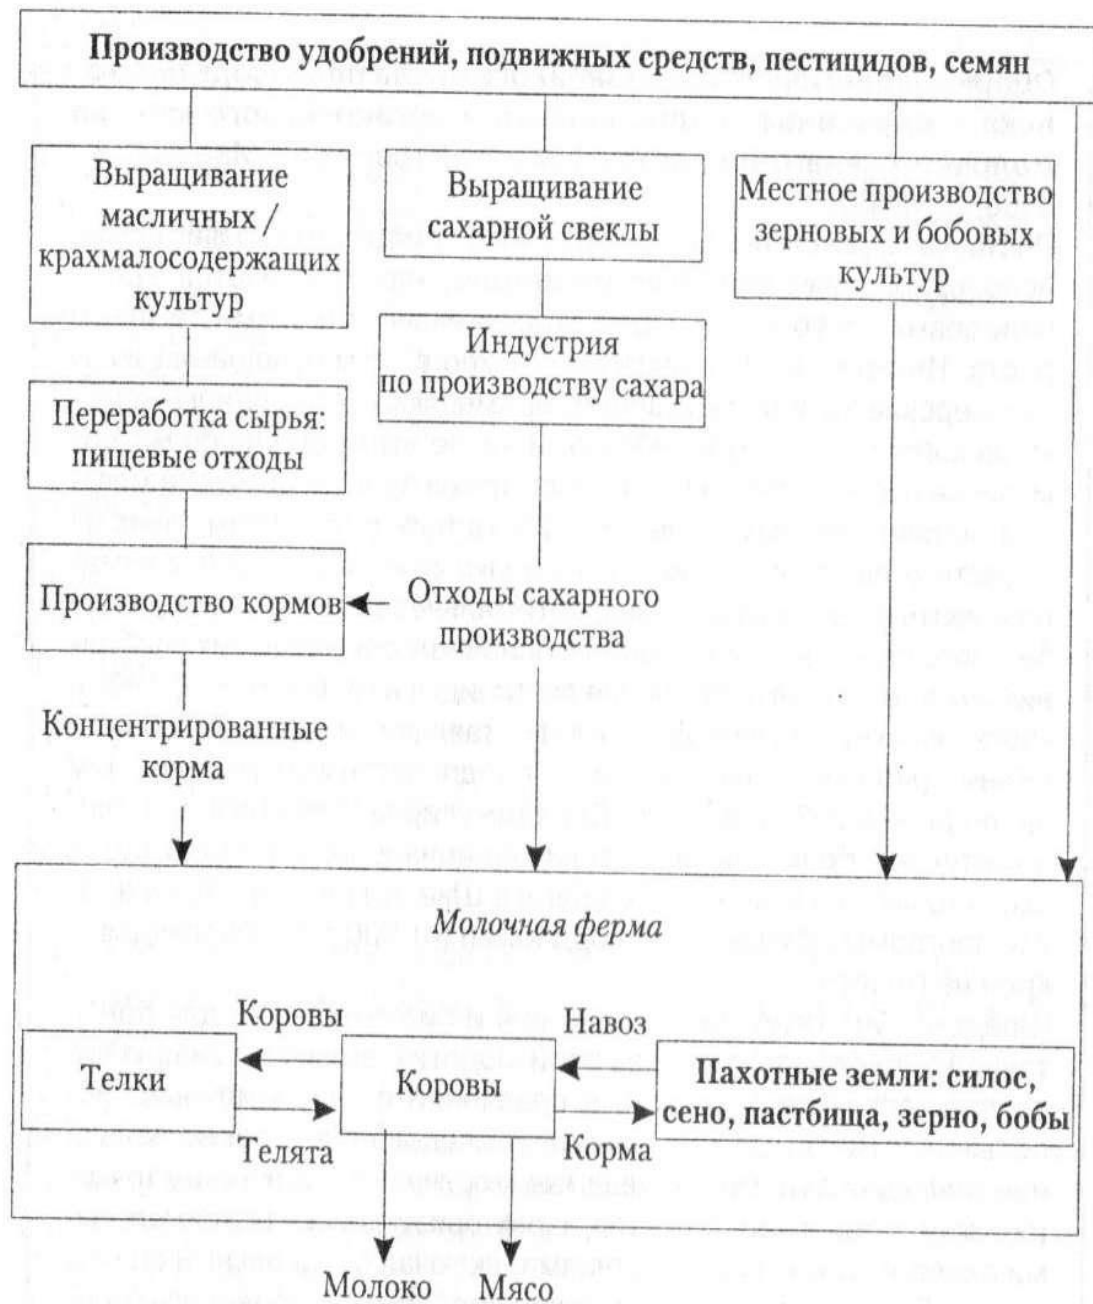 Производство удобрений, подвижных средств, пестицидов, семян
Выращивание
масличных /
крахмалосодержащих
культур
Выращивание
сахарной свеклы
Местное производство
зерновых и бобовых
культур
Индустрия
по производству сахара
Переработка сырья:
пищевые отходы
Производство кормов
Отходы сахарного
производства
Концентрированные
корма
Молочная ферма
Коровы
Навоз
Телки
Коровы
Пахотные земли: силос,
сено, пастбища, зерно, бобы
Телята
Корма
Молоко
Мясо